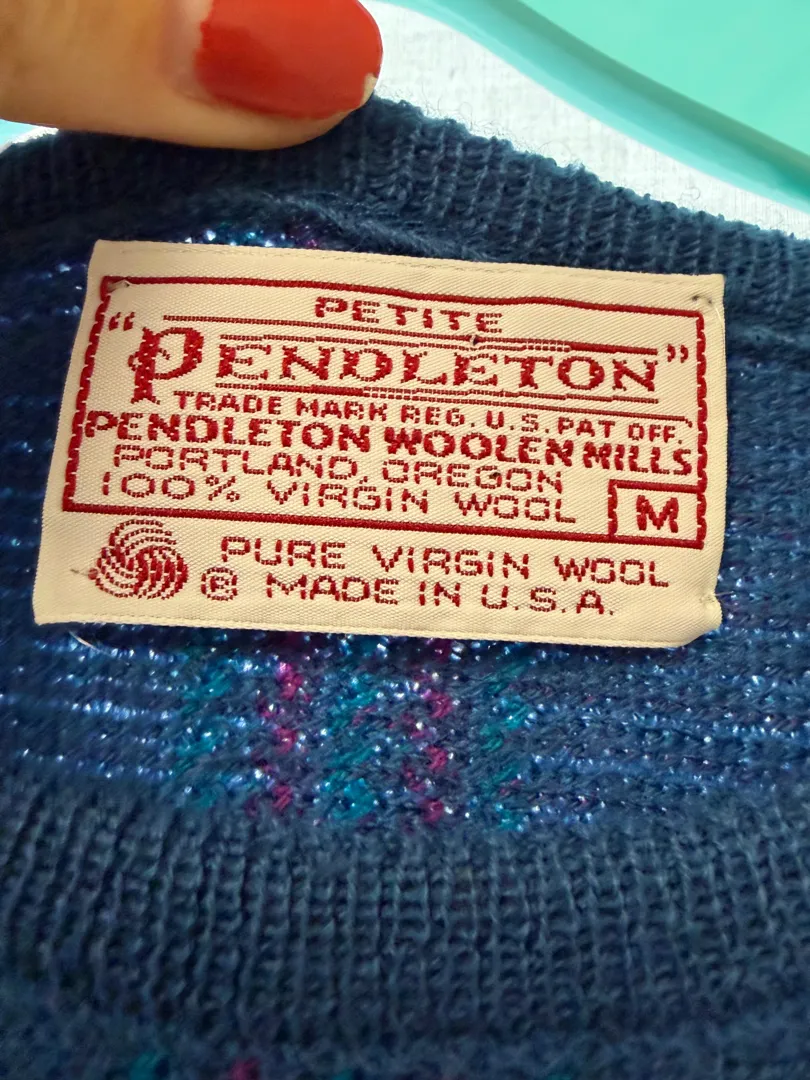 PETITE
"PENDLETON"
TRADE MARK REG. U.S. PAT OFF.
PENDLETON WOOLEN MILLS
PORTLAND, OREGON
100% VIRGIN WOOL
M
PURE VIRGIN WOOL
® MADE IN U.S.A.